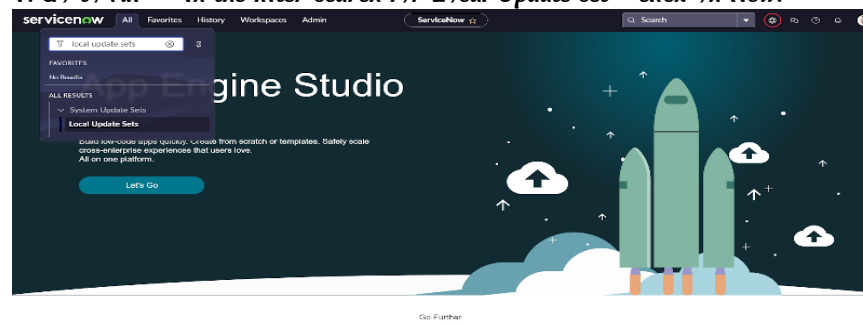 servicenow All Favorites History Workspaces Admin ServiceNow Search
local update sets
FAVORITES
No Results
ALL RESULTS
System Update Sets
Local Update Sets
App Engine Studio
Build low-code apps quickly. Create from scratch or templates. Safely scale
cross-enterprise experiences that users love.
All on one platform.
Let's Go
Go Further